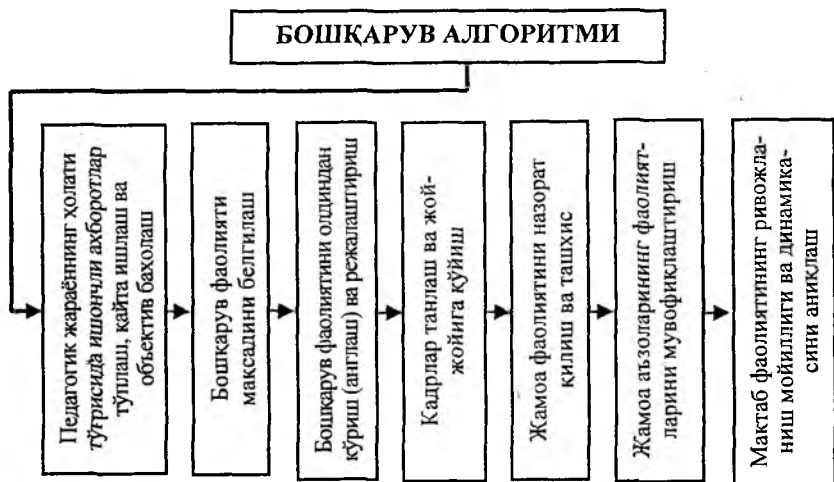 БОШҚАРУВ АЛГОРИТМИ
Педагогик жараённинг ҳолати
тўғрисида ишончли ахборотлар
тўплаш, қайта ишлаш ва
объектив баҳолаш
Бошқарув фаолияти
мақсадини белгилаш
Бошқарув фаолиятини олдиндан
кўриш (англаш) ва режалаштириш
Кадрлар танлаш ва жой-
жойига қўйиш
Жамоа фаолиятини назорат
қилиш ва ташхис
Жамоа аъзоларининг фаолият-
ларини мувофиқлаштириш
Мактаб фаолиятининг ривожла-
ниш мойиллиги ва динамика-
сини аниқлаш